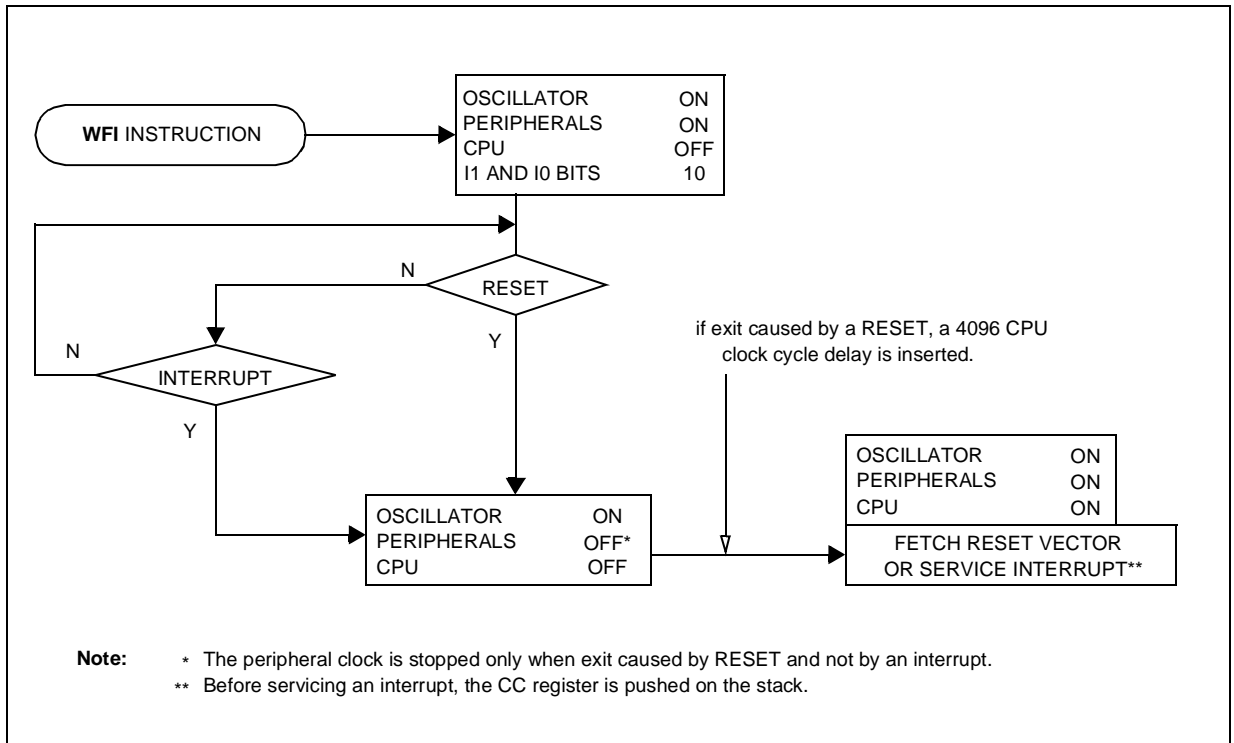 WFI INSTRUCTION
OSCILLATOR ON
PERIPHERALS ON
CPU OFF
I1 AND I0 BITS 10
N
RESET
Y
N
INTERRUPT
Y
if exit caused by a RESET, a 4096 CPU
clock cycle delay is inserted.
OSCILLATOR ON
PERIPHERALS OFF*
CPU OFF
OSCILLATOR ON
PERIPHERALS ON
CPU ON
FETCH RESET VECTOR
OR SERVICE INTERRUPT**
Note: * The peripheral clock is stopped only when exit caused by RESET and not by an interrupt.
** Before servicing an interrupt, the CC register is pushed on the stack.